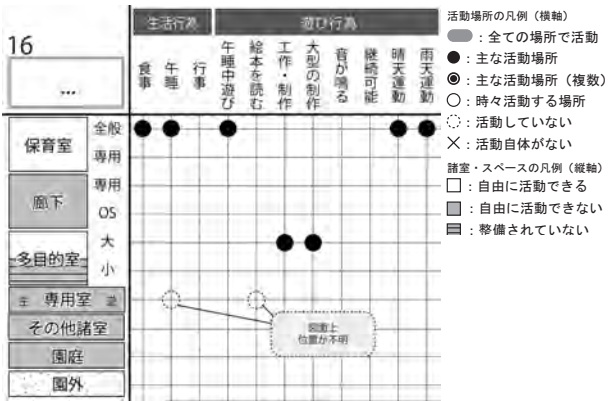 16
...
生活行為
遊び行為
食事
午睡
行事
午睡中遊び
絵本を読む
工作・制作
大型の制作
音が鳴る
継続可能
晴天運動
雨天運動
保育室
全般
専用
廊下
専用
OS
多目的室
大
小
主 専用室 遊
その他諸室
園庭
園外
図面上
位置が不明
活動場所の凡例（横軸）
：全ての場所で活動
：主な活動場所
：主な活動場所（複数）
：時々活動する場所
：活動していない
：活動自体がない
諸室・スペースの凡例（縦軸）
：自由に活動できる
：自由に活動できない
：整備されていない